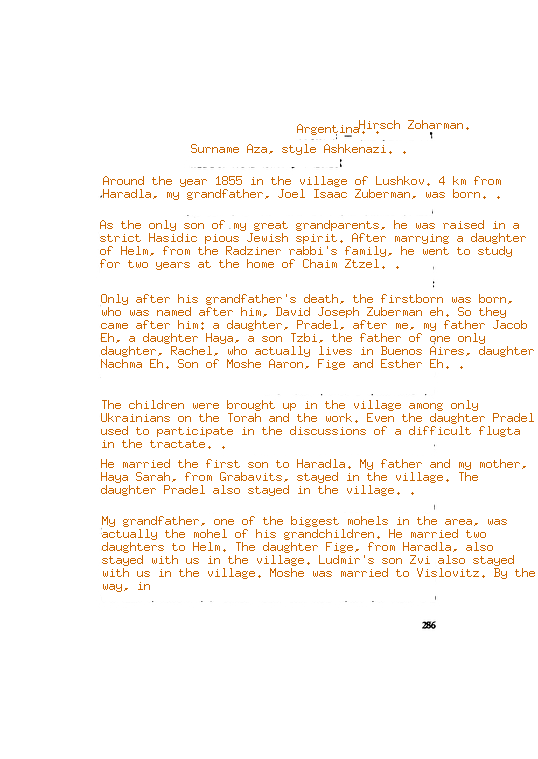 Hirsch Zoharman.
Argentina. .
Surname Aza, style Ashkenazi. .
Around the year 1855 in the village of Lushkov. 4 km from
Haradla, my grandfather, Joel Isaac Zuberman, was born. .
As the only son of my great grandparents, he was raised in a
strict Hasidic pious Jewish spirit. After marrying a daughter
of Helm, from the Radziner rabbi's family, he went to study
for two years at the home of Chaim Ztzel. .
Only after his grandfather's death, the firstborn was born,
who was named after him, David Joseph Zuberman eh. So they
came after him: a daughter, Pradel, after me, my father Jacob
Eh, a daughter Haya, a son Tzbi, the father of one only
daughter, Rachel, who actually lives in Buenos Aires, daughter
Nachma Eh. Son of Moshe Aaron, Fige and Esther Eh. .
The children were brought up in the village among only
Ukrainians on the Torah and the work. Even the daughter Pradel
used to participate in the discussions of a difficult flugta
in the tractate. .
He married the first son to Haradla. My father and my mother,
Haya Sarah, from Grabavits, stayed in the village. The
daughter Pradel also stayed in the village. .
My grandfather, one of the biggest mohels in the area, was
actually the mohel of his grandchildren. He married two
daughters to Helm. The daughter Fige, from Haradla, also
stayed with us in the village. Ludmir's son Zvi also stayed
with us in the village. Moshe was married to Vislovitz. By the
way, in
286